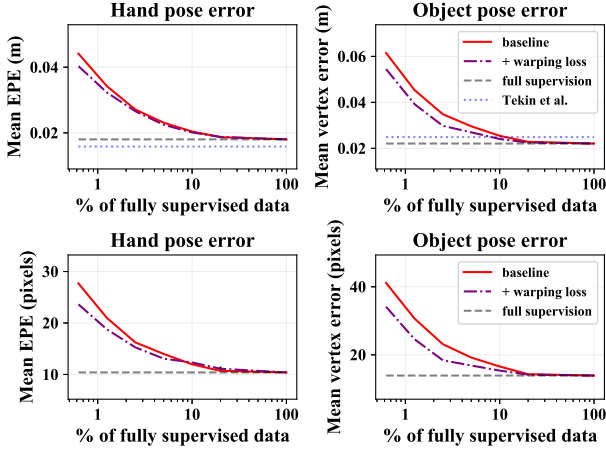 Hand pose error
Mean EPE (m)
0.04
0.02
1
10
100
% of fully supervised data
Object pose error
Mean vertex error (m)
0.06
0.04
0.02
baseline
+ warping loss
full supervision
Tekin et al.
1
10
100
% of fully supervised data
Hand pose error
Mean EPE (pixels)
30
20
10
1
10
100
% of fully supervised data
Object pose error
Mean vertex error (pixels)
40
20
baseline
+ warping loss
full supervision
1
10
100
% of fully supervised data